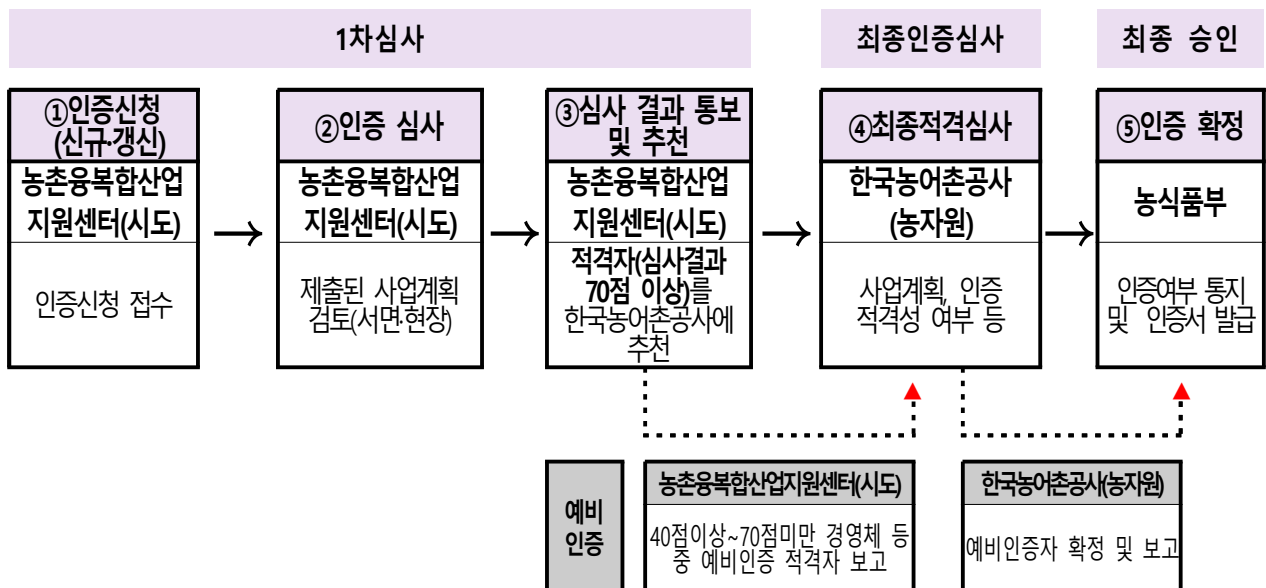 1차심사
최종인증심사
최종 승인
①인증신청
(신규·갱신)
농촌융복합산업
지원센터(시도)
인증신청 접수
②인증 심사
농촌융복합산업
지원센터(시도)
제출된 사업계획
검토(서면·현장)
③심사 결과 통보
및 추천
농촌융복합산업
지원센터(시도)
적격자(심사결과
70점 이상)를
한국농어촌공사에
추천
④최종적격심사
한국농어촌공사
(농자원)
사업계획, 인증
적격성 여부 등
⑤인증 확정
농식품부
인증여부 통지
및 인증서 발급
예비
인증
농촌융복합산업지원센터(시도)
40점이상~70점미만 경영체 등
중 예비인증 적격자 보고
한국농어촌공사(농자원)
예비인증자 확정 및 보고